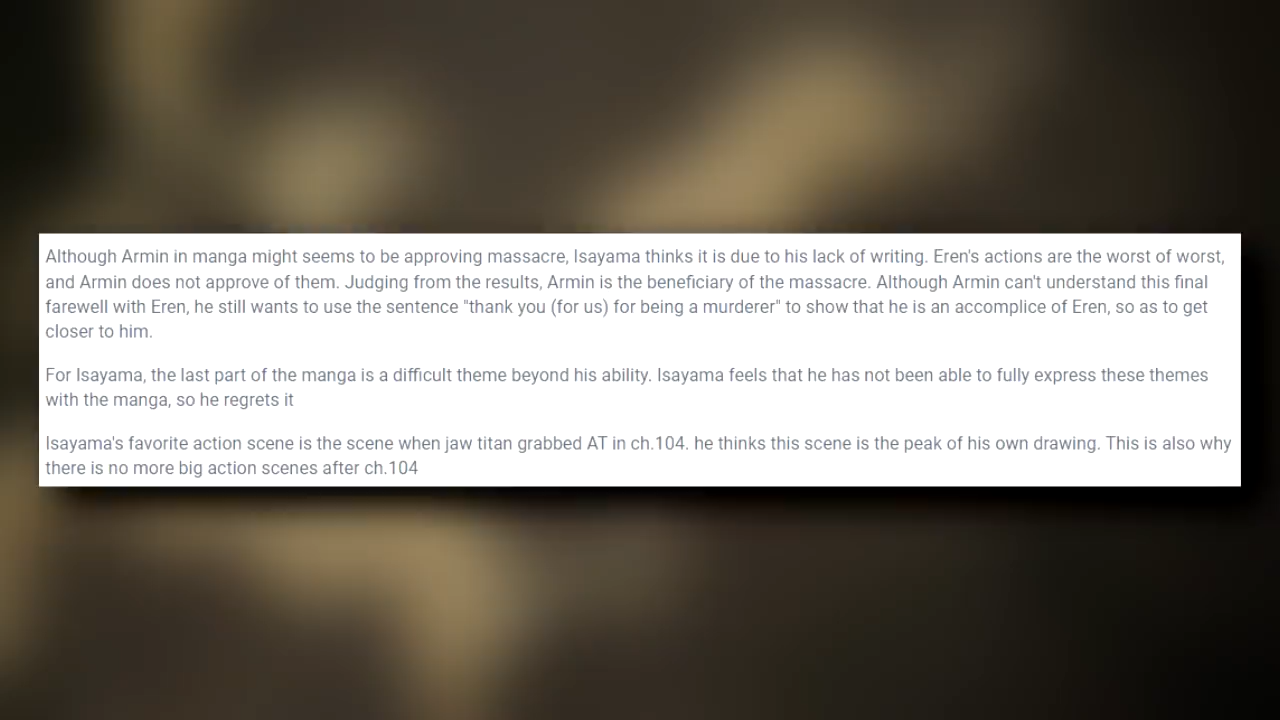 Although Armin in manga might seems to be approving massacre, Isayama thinks it is due to his lack of writing. Eren's actions are the worst of worst,
and Armin does not approve of them. Judging from the results, Armin is the beneficiary of the massacre. Although Armin can't understand this final
farewell with Eren, he still wants to use the sentence "thank you (for us) for being a murderer" to show that he is an accomplice of Eren, so as to get
closer to him.
For Isayama, the last part of the manga is a difficult theme beyond his ability. Isayama feels that he has not been able to fully express these themes
with the manga, so he regrets it
Isayama's favorite action scene is the scene when jaw titan grabbed AT in ch.104. he thinks this scene is the peak of his own drawing. This is also why
there is no more big action scenes after ch.104